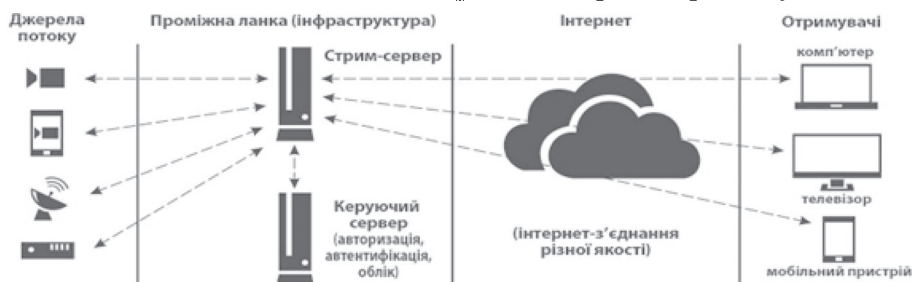 Джерела
потоку
Проміжна ланка (інфраструктура)
Стрим-сервер
Керуючий
сервер
(авторизація,
автентифікація,
облік)
Інтернет
(інтернет-з’єднання
різної якості)
Отримувачі
комп’ютер
телевізор
мобільний пристрій